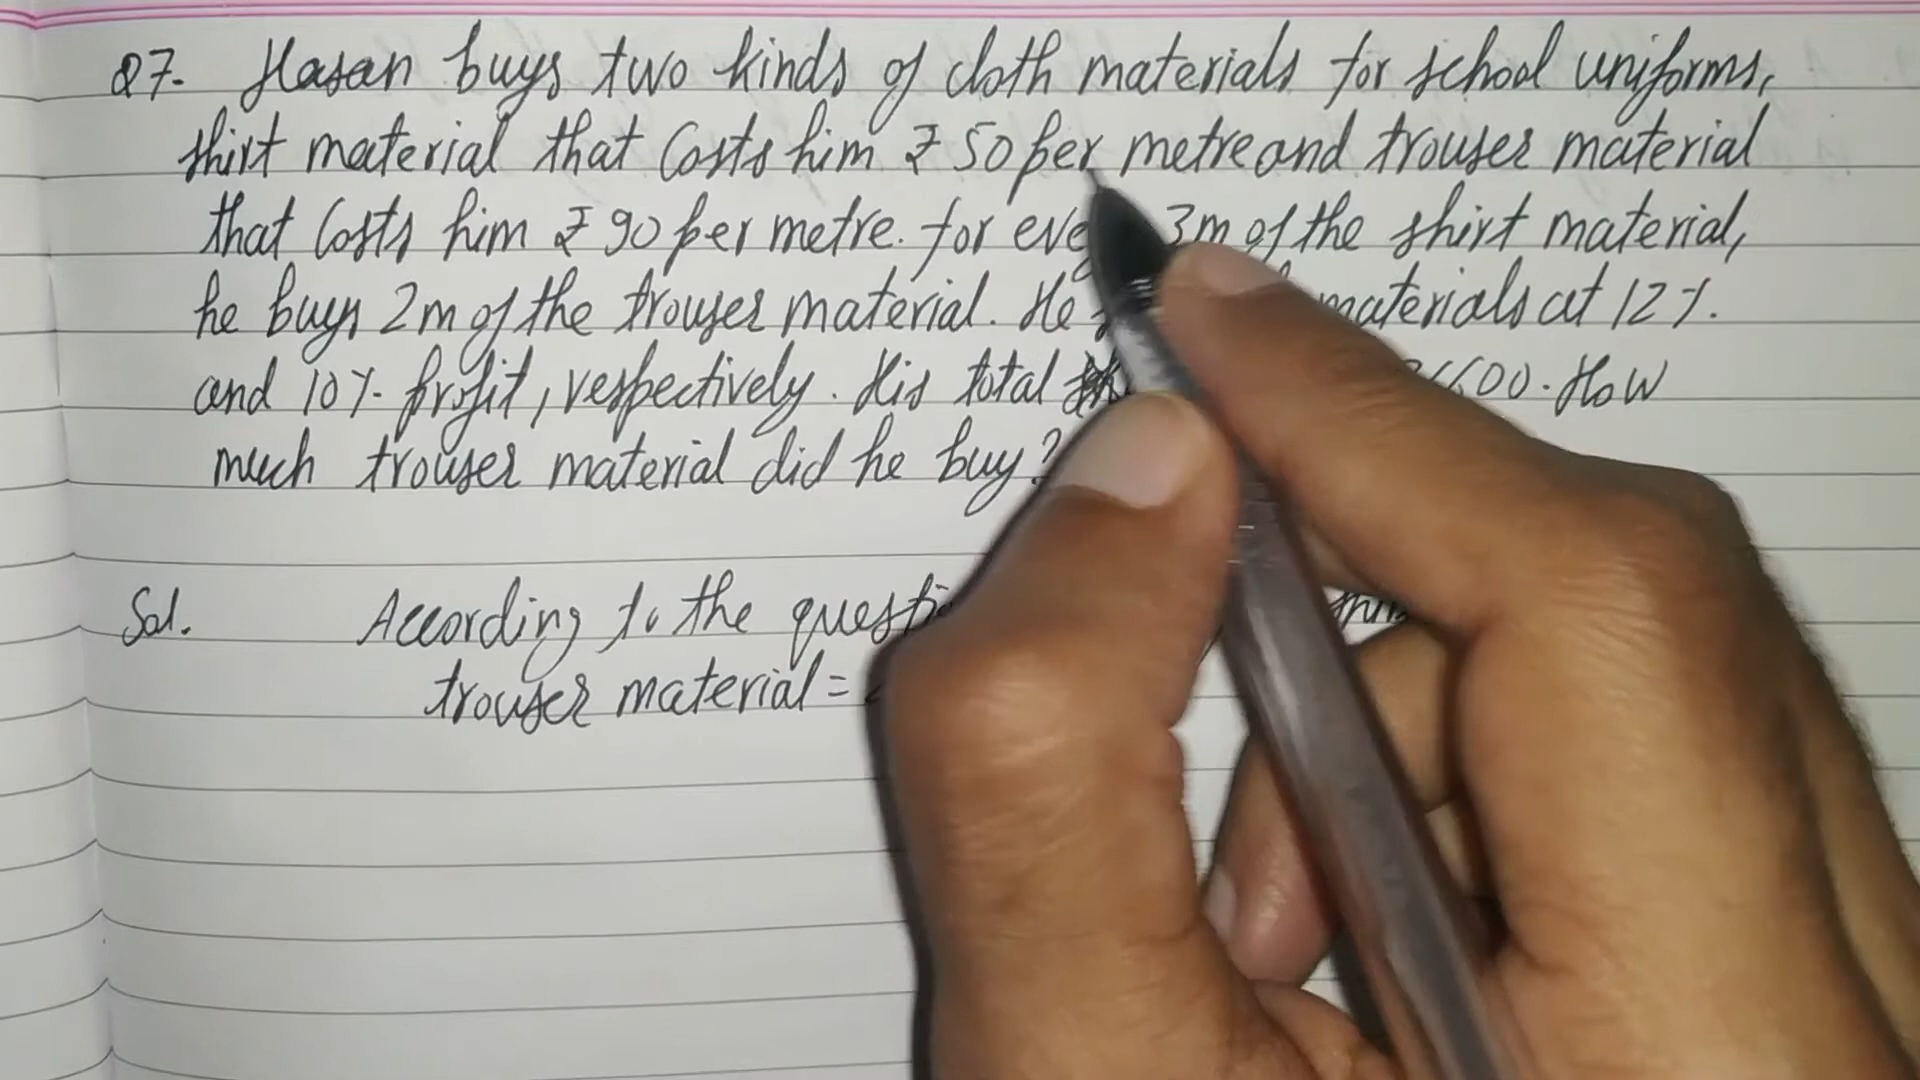 Q7. Hasan buys two kinds of cloth materials for school uniforms,
shirt material that Costs him ₹ 50 per metre and trouser material
that Costs him ₹ 90 per metre. for eve 3m of the shirt material,
he buys 2m of the trouser material. He materials at 12%.
and 10% profit, respectively. His total 600. How
much trouser material did he buy?
Sol. According to the questi
trouser material =